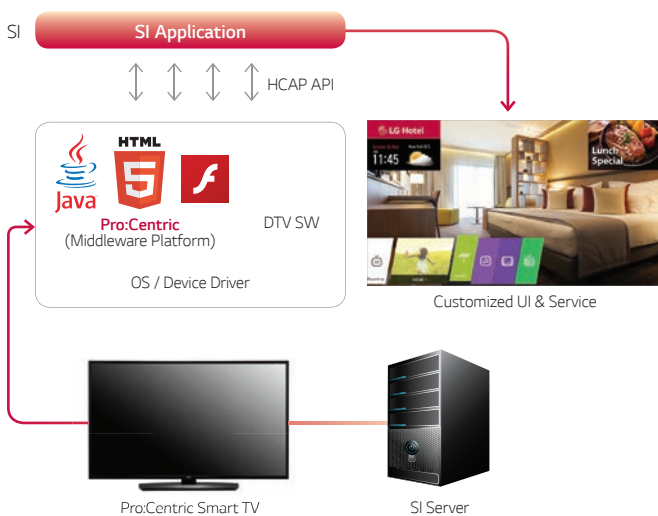 SI
SI Application
HCAP API
HTML
5
Java
Pro:Centric
(Middleware Platform)
DTV SW
OS / Device Driver
LG Hotel
11:45
Lunch
Special
Customized UI & Service
Pro:Centric Smart TV
SI Server